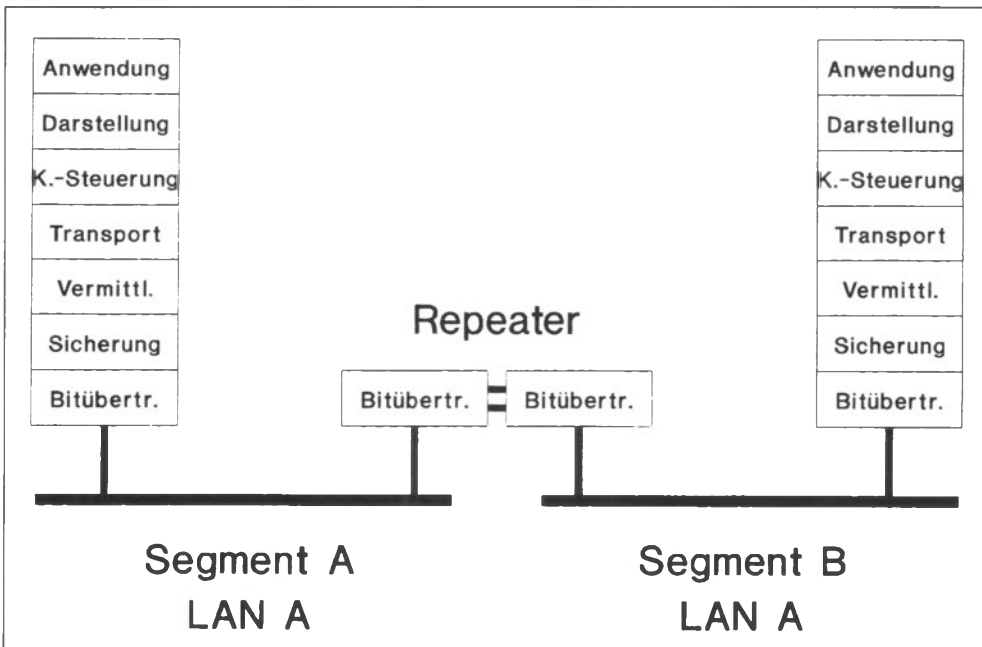 Anwendung
Darstellung
K.-Steuerung
Transport
Vermittl.
Sicherung
Bitübertr.
Repeater
Bitübertr.
Bitübertr.
Anwendung
Darstellung
K.-Steuerung
Transport
Vermittl.
Sicherung
Bitübertr.
Segment A
LAN A
Segment B
LAN A